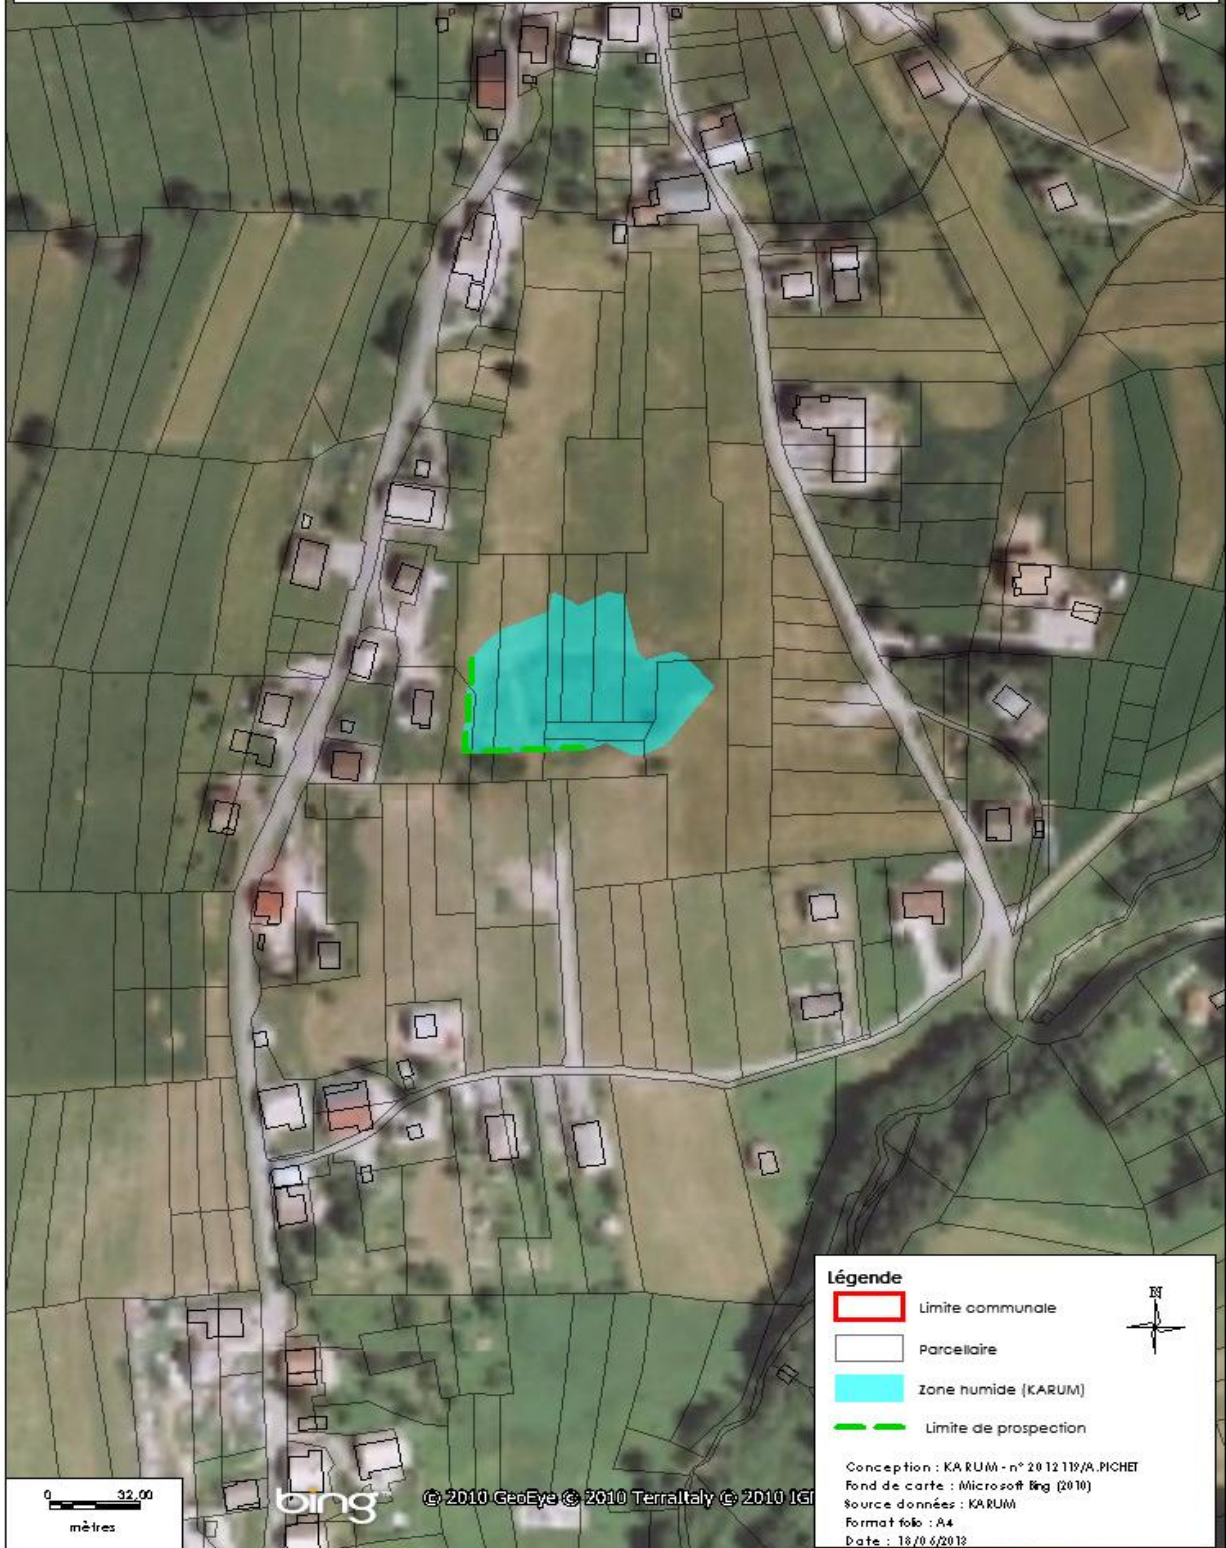 Légende
N
Limite communale
Parcellaire
Zone humide (KARUM)
Limite de prospection
Conception : KARUM - n° 2012119/A.PICHET
Fond de carte : Microsoft Bing (2010)
Source données : KARUM
Format folio : A4
Date : 18/06/2013
0 32,00
mètres
bing
© 2010 GeoEye © 2010 TerraItaly © 2010 IGN